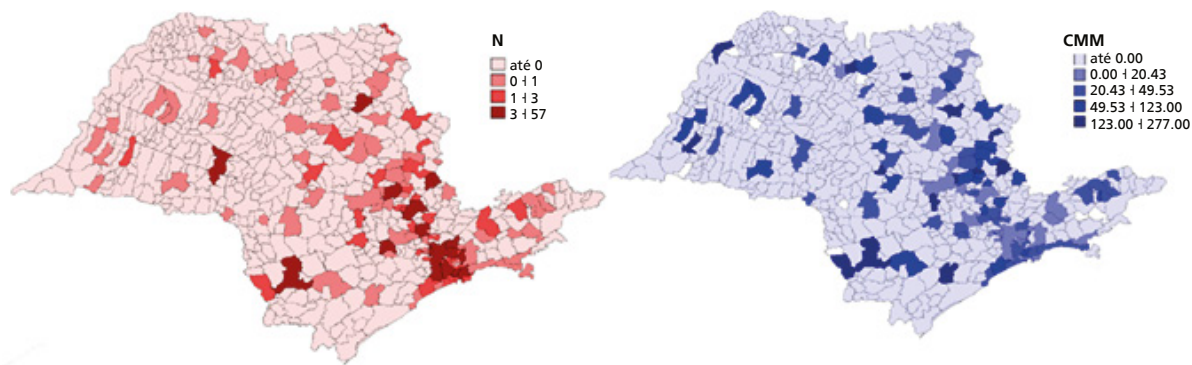 N
até 0
0 ⊣ 1
1 ⊣ 3
3 ⊣ 57
CMM
até 0.00
0.00 ⊣ 20.43
20.43 ⊣ 49.53
49.53 ⊣ 123.00
123.00 ⊣ 277.00